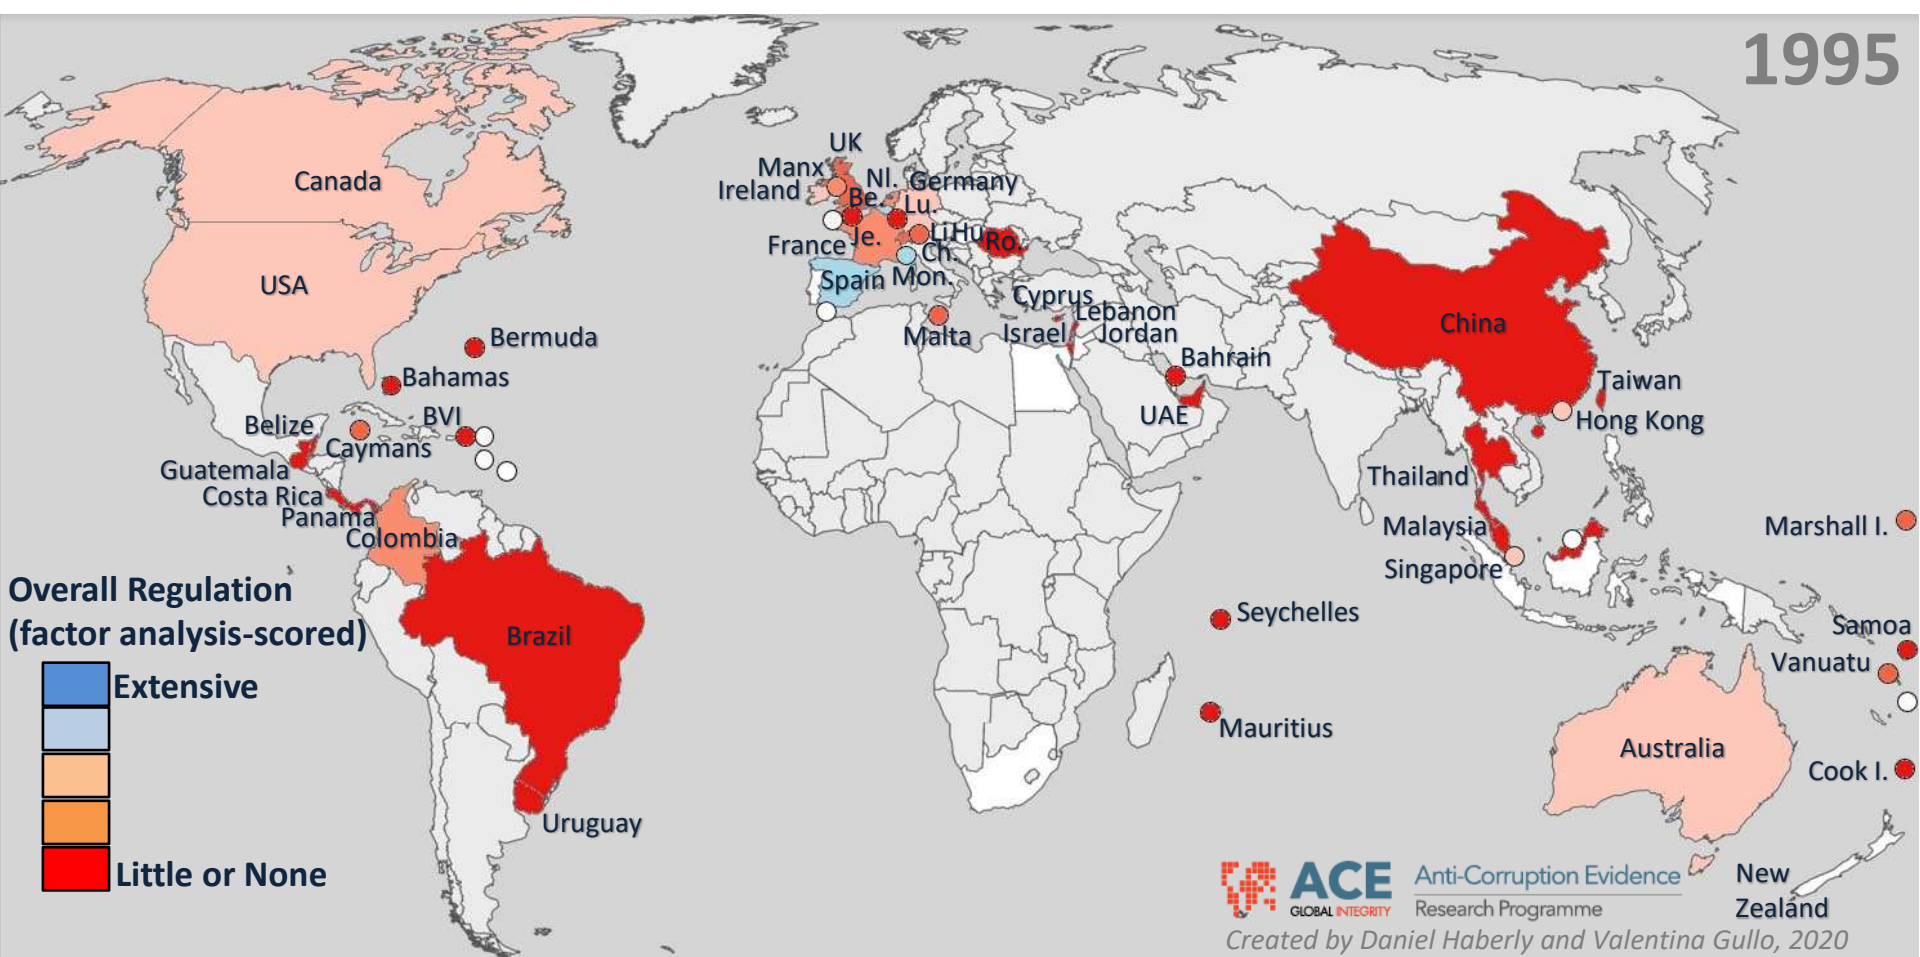 1995
UK
Manx
Ireland
Nl.
Germany
Be.
Lu.
France
Je.
Li.
Hu.
Ro.
Ch.
Spain
Mon.
Canada
USA
Cyprus
Lebanon
Malta
Israel
Jordan
China
Bermuda
Bahrain
Bahamas
Taiwan
UAE
Hong Kong
Belize
BVI
Caymans
Guatemala
Costa Rica
Panama
Colombia
Thailand
Malaysia
Singapore
Marshall I.
Overall Regulation
(factor analysis-scored)
Extensive
Little or None
Brazil
Uruguay
Seychelles
Mauritius
Samoa
Vanuatu
Australia
Cook I.
New
Zealand
ACE
GLOBAL INTEGRITY
Anti-Corruption Evidence
Research Programme
Created by Daniel Haberly and Valentina Gullo, 2020